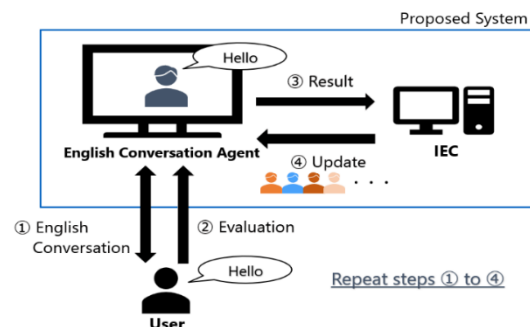 Proposed System
Hello
③ Result
English Conversation Agent
IEC
④ Update
. . .
① English
Conversation
② Evaluation
Hello
Repeat steps ① to ④
User